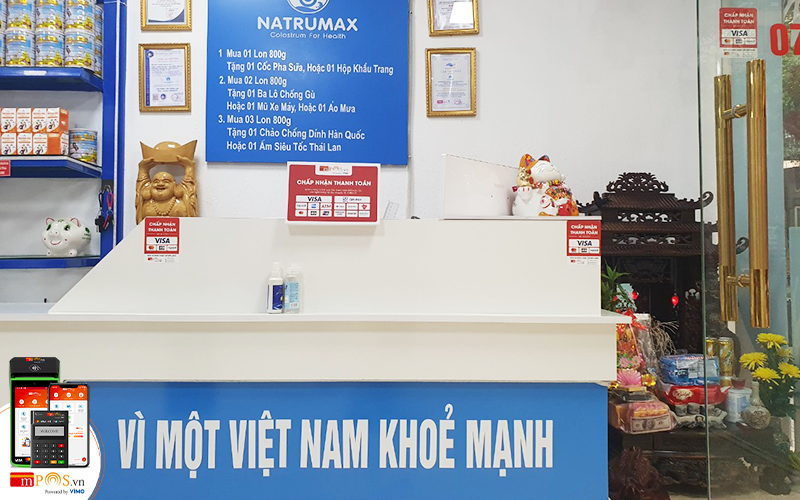 NATRUMAX
Colostrum For Health
1 Mua 01 Lon 800g
Tặng 01 Cốc Pha Sữa, Hoặc 01 Hộp Khẩu Trang
2. Mua 02 Lon 800g
Tặng 01 Ba Lô Chống Gù
Hoặc 01 Mũ Xe Máy, Hoặc 01 Áo Mưa
3. Mua 03 Lon 800g
Tặng 01 Chảo Chống Dính Hàn Quốc
Hoặc 01 Ấm Siêu Tốc Thái Lan
CHẤP NHẬN
THANH TOÁN
VISA
07
mPOS.vn
CHẤP NHẬN THANH TOÁN
VISA
CHẤP NHẬN
THANH TOÁN
VISA
CHẤP NHẬN
THANH TOÁN
VISA
VÌ MỘT VIỆT NAM KHOẺ MẠNH
mPOS.vn
Powered by VIMO